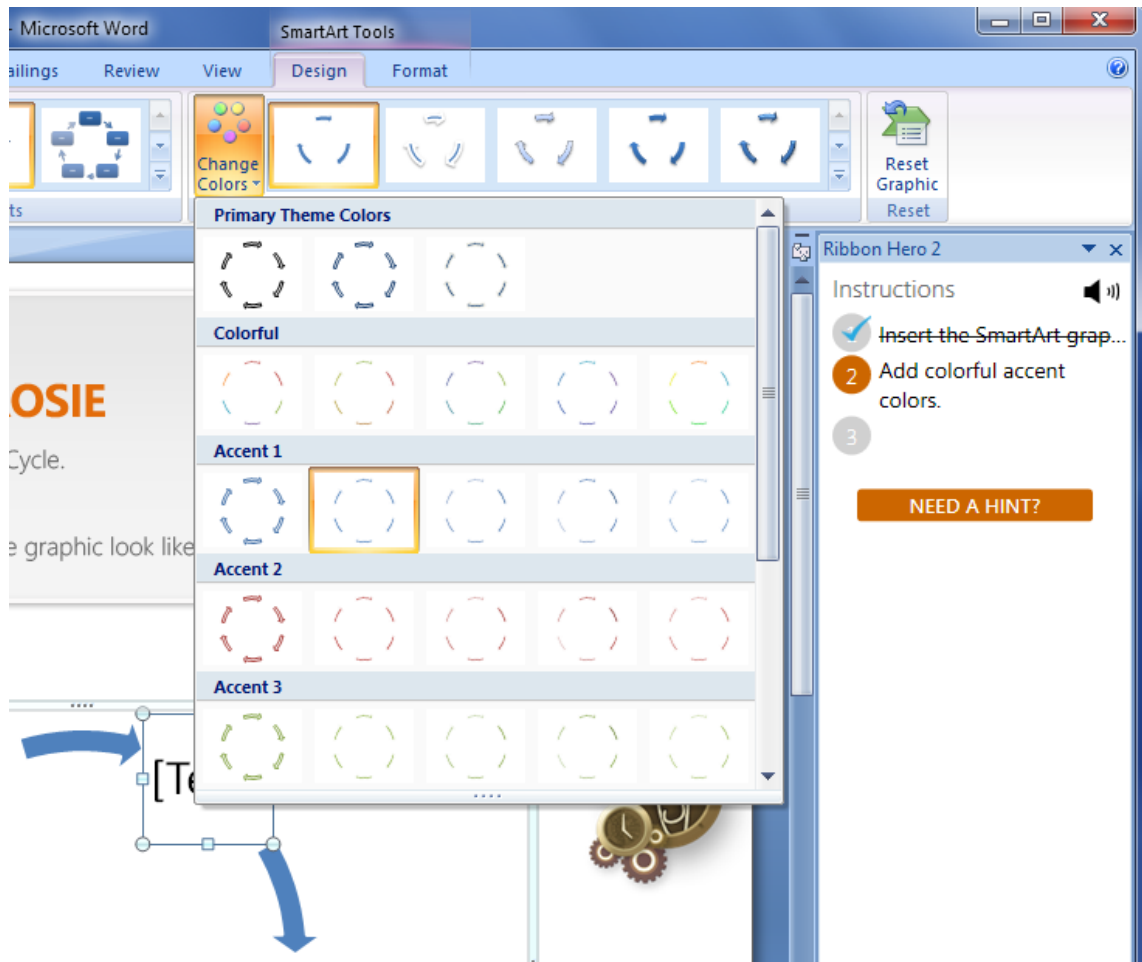 - Microsoft Word
SmartArt Tools
ailings Review View Design Format
Change
Colors
Reset
Graphic
ts
Reset
Primary Theme Colors
Colorful
Accent 1
Accent 2
Accent 3
OSIE
Cycle.
e graphic look like
[Te
Ribbon Hero 2
Instructions
Insert the SmartArt grap...
2 Add colorful accent
colors.
3
NEED A HINT?